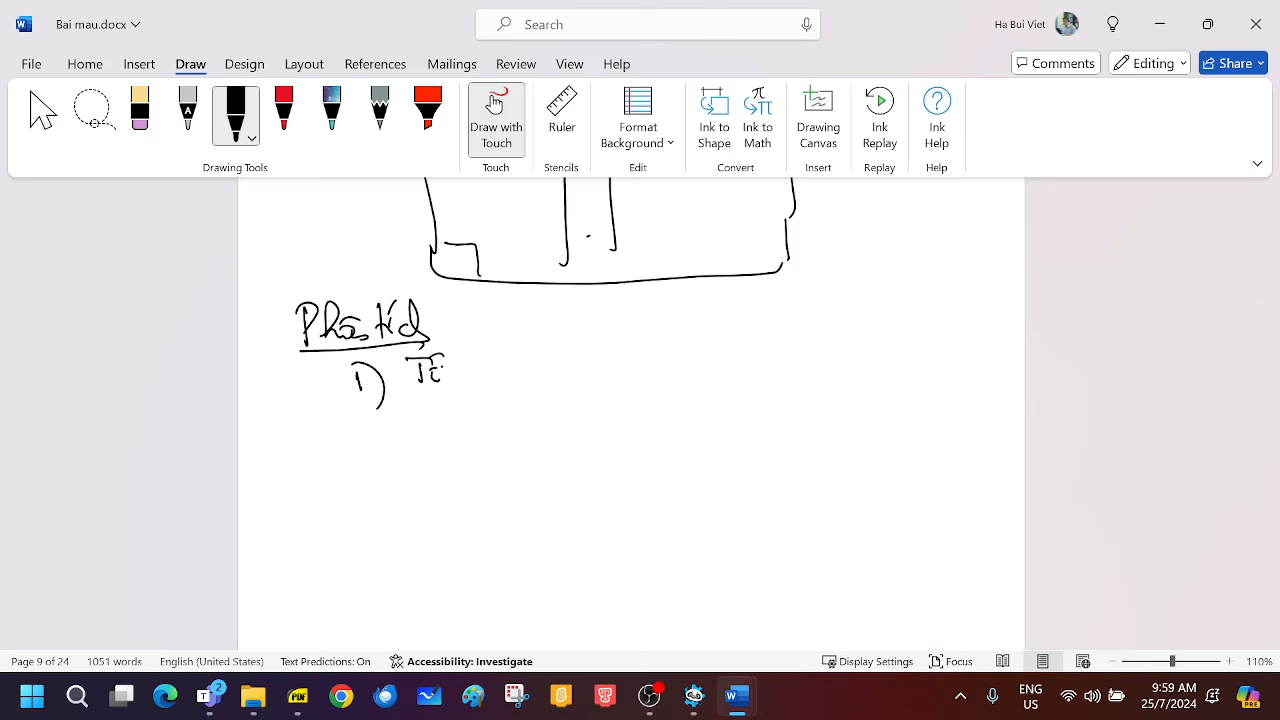 Bai mau.docx
Search
Ha Bui Viet
File Home Insert Draw Design Layout References Mailings Review View Help
Comments Editing Share
Draw with Touch
Ruler
Format Background
Ink to Shape
Ink to Math
Drawing Canvas
Ink Replay
Ink Help
Drawing Tools Touch Stencils Edit Convert Insert Replay Help
Phân tích
1)
Page 9 of 24 1051 words English (United States) Text Predictions: On Accessibility: Investigate Display Settings Focus 110%
2 PDF ENG US 9:59 AM 25/7/2024 PRE